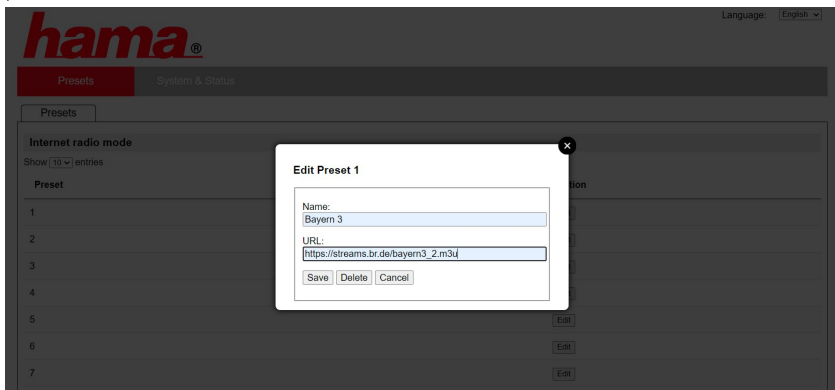 Language: English
hama®
Presets System & Status
Presets
Internet radio mode
Show 10 entries
Preset
1
2
3
4
5 Edit
6 Edit
7 Edit
Edit Preset 1
Name:
Bayern 3
URL:
https://streams.br.de/bayern3_2.m3u
Save Delete Cancel